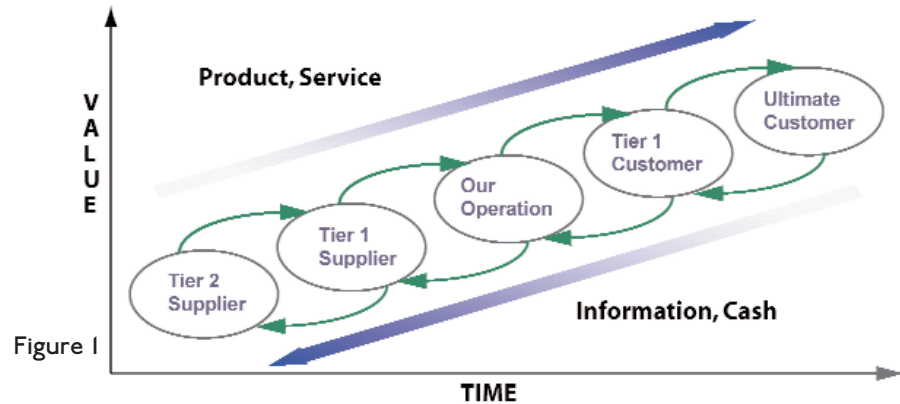 Product, Service
VALUE
Ultimate
Customer
Tier 1
Customer
Our
Operation
Tier 1
Supplier
Tier 2
Supplier
Information, Cash
Figure 1
TIME